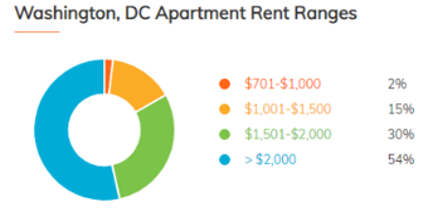 Washington, DC Apartment Rent Ranges
$701-$1,000 2%
$1,001-$1,500 15%
$1,501-$2,000 30%
> $2,000 54%